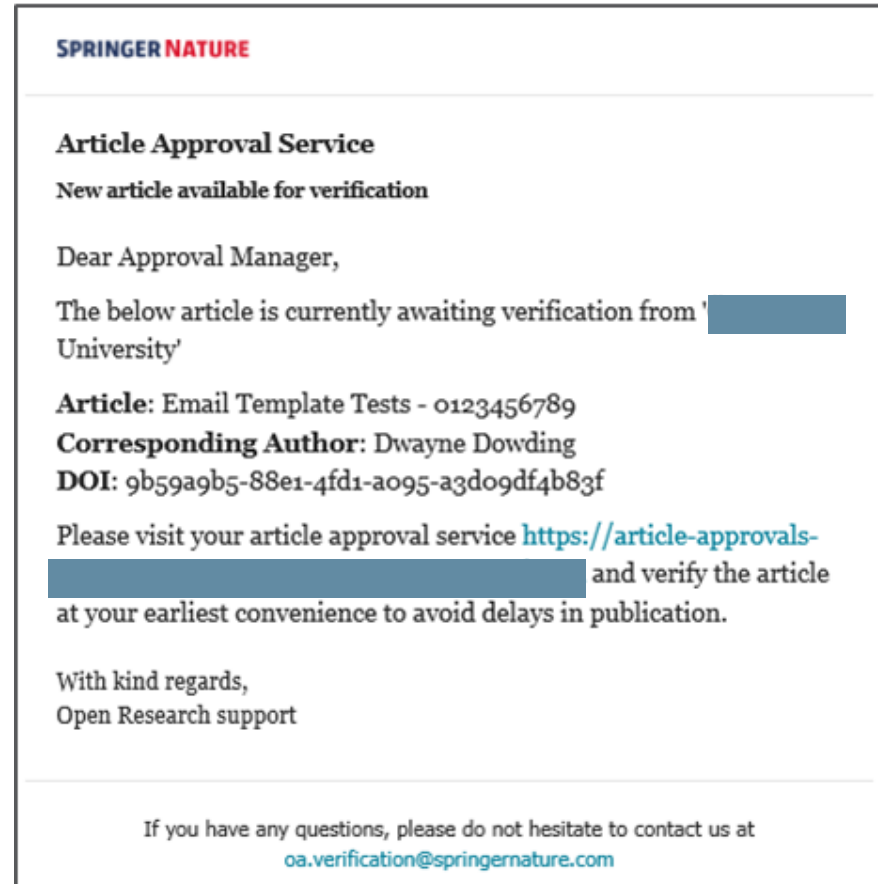 SPRINGER NATURE
Article Approval Service
New article available for verification
Dear Approval Manager,
The below article is currently awaiting verification from '
University'
Article: Email Template Tests - 0123456789
Corresponding Author: Dwayne Dowding
DOI: 9b59a9b5-88e1-4fd1-a095-a3d09df4b83f
Please visit your article approval service https://article-approvals-
and verify the article
at your earliest convenience to avoid delays in publication.
With kind regards,
Open Research support
If you have any questions, please do not hesitate to contact us at
oa.verification@springernature.com